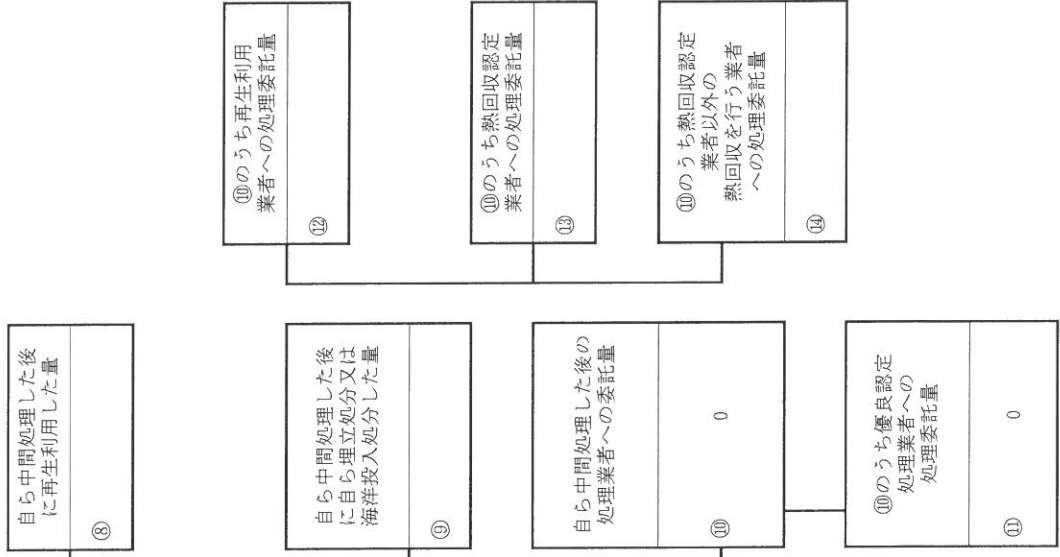 自ら中間処理した後
に再生利用した量
⑧
自ら中間処理した後
に自ら埋立処分又は
海洋投入処分した量
⑨
自ら中間処理した後の
処理業者への委託量
⑩
0
⑩のうち優良認定
処理業者への
処理委託量
⑪
0
⑩のうち再生利用
業者への処理委託量
⑫
⑩のうち熱回収認定
業者への処理委託量
⑬
⑩のうち熱回収認定
業者以外の
熱回収を行う業者
への処理委託量
⑭